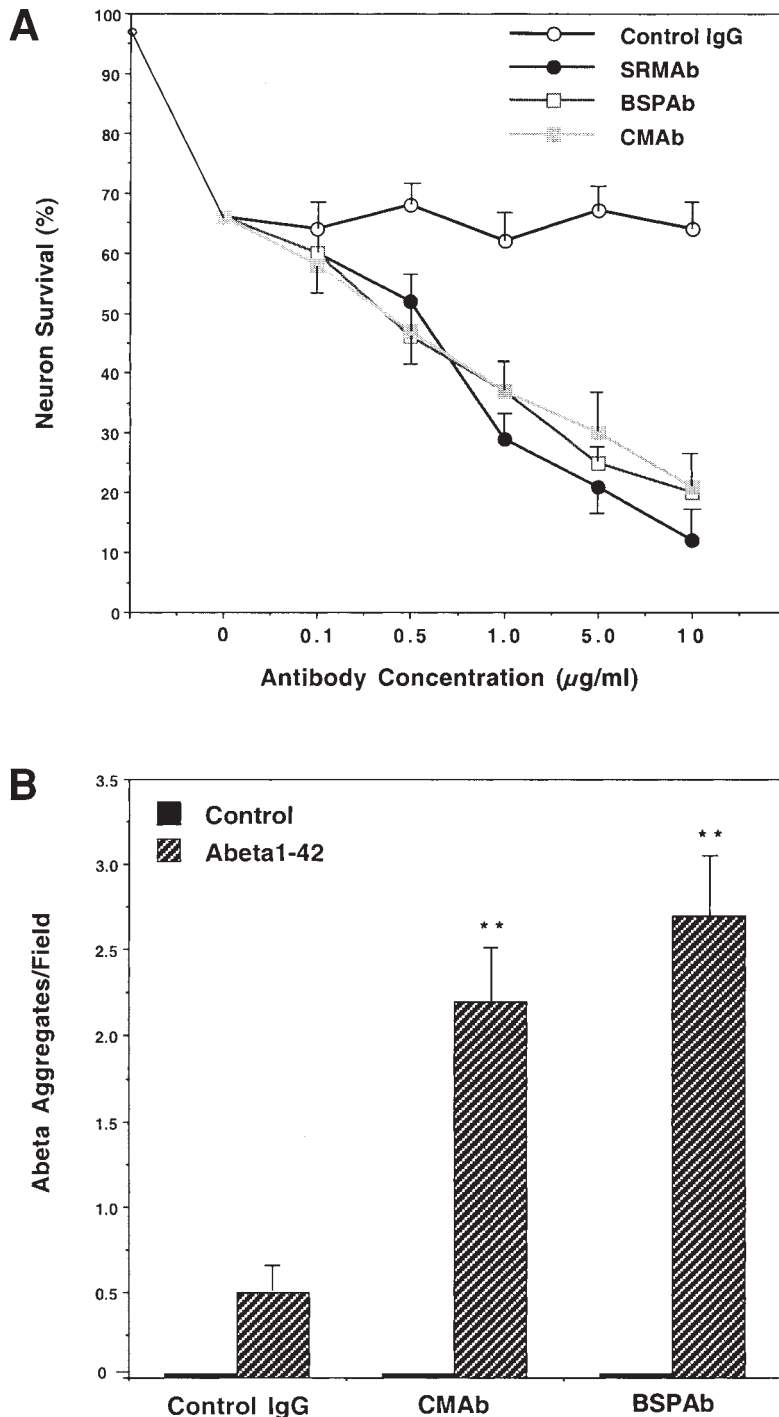 A
Control IgG
SRMAb
BSPAb
CMAb
100
90
80
70
60
50
40
30
20
10
0
Neuron Survival (%)
0 0.1 0.5 1.0 5.0 10
Antibody Concentration (µg/ml)
B
Control
Abeta1-42
3.5
3.0
2.5
2.0
1.5
1.0
0.5
0
Abeta Aggregates/Field
**
**
Control IgG CMAb BSPAb